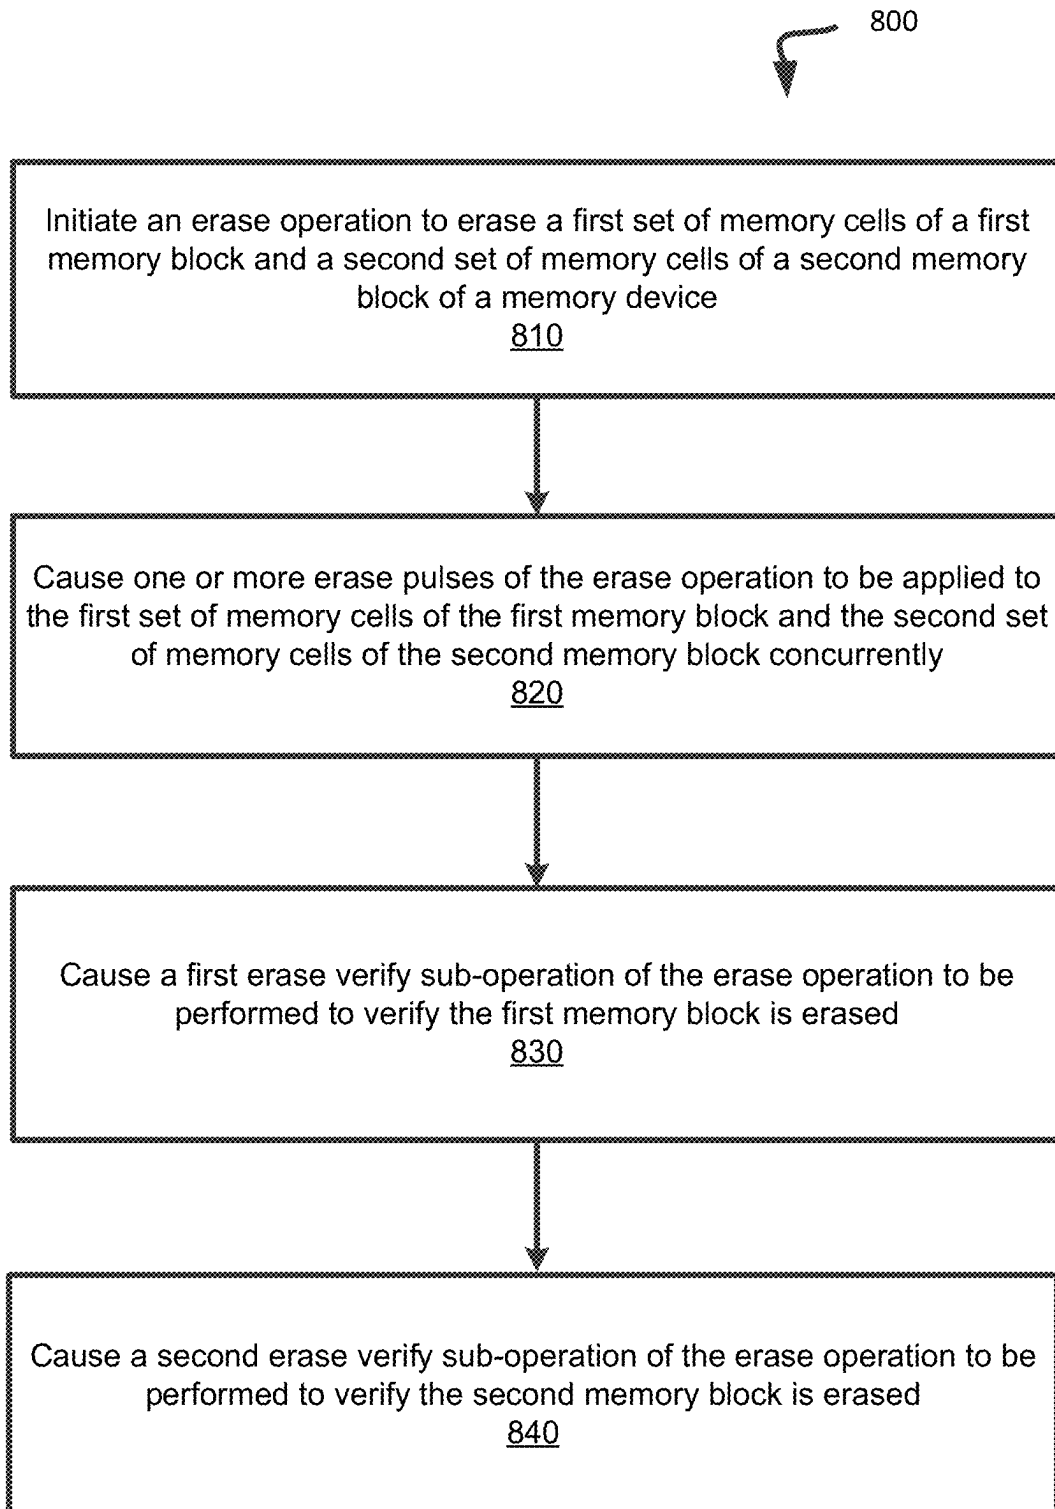 800
Initiate an erase operation to erase a first set of memory cells of a first
memory block and a second set of memory cells of a second memory
block of a memory device
810
Cause one or more erase pulses of the erase operation to be applied to
the first set of memory cells of the first memory block and the second set
of memory cells of the second memory block concurrently
820
Cause a first erase verify sub-operation of the erase operation to be
performed to verify the first memory block is erased
830
Cause a second erase verify sub-operation of the erase operation to be
performed to verify the second memory block is erased
840